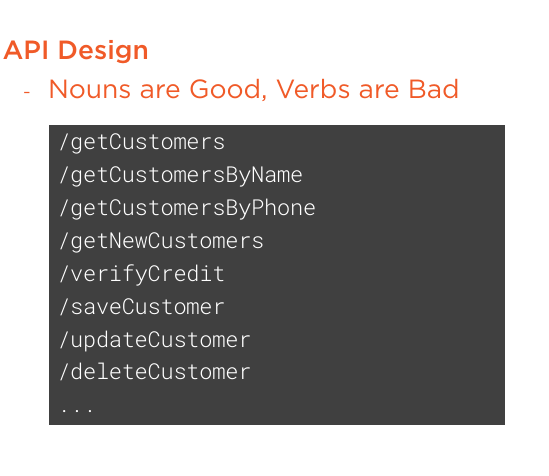 API Design
- Nouns are Good, Verbs are Bad
/getCustomers
/getCustomersByName
/getCustomersByPhone
/getNewCustomers
/verifyCredit
/saveCustomer
/updateCustomer
/deleteCustomer
...